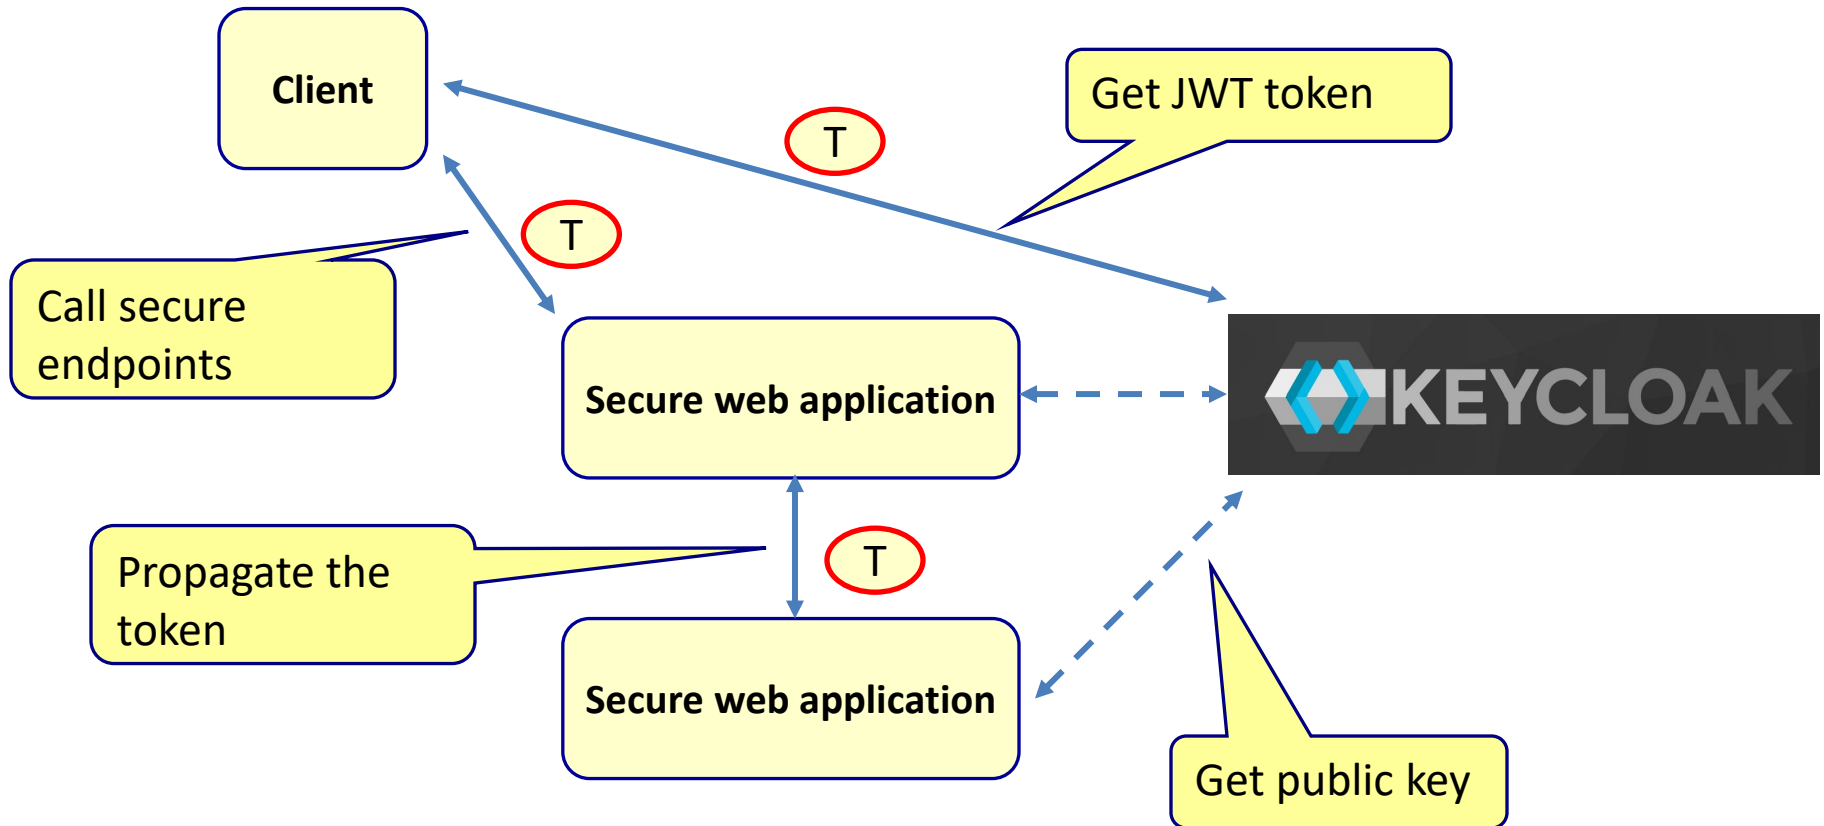 Client
Get JWT token
T
T
Call secure
endpoints
Secure web application
KEYCLOAK
Propagate the
token
T
Secure web application
Get public key